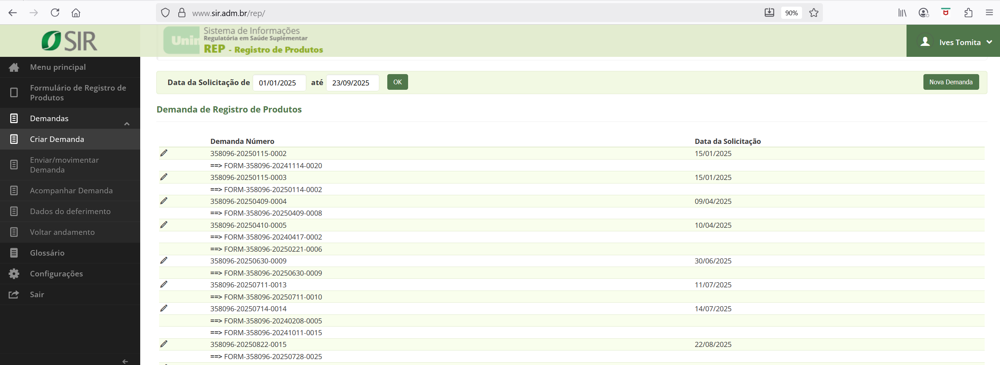 www.sir.adm.br/rep/
90%
SIR
Unim
Sistema de Informações
Regulatória em Saúde Suplementar
REP - Registro de Produtos
Ives Tomita
Menu principal
Formulário de Registro de
Produtos
Demandas
Criar Demanda
Enviar/movimentar
Demanda
Acompanhar Demanda
Dados do deferimento
Voltar andamento
Glossário
Configurações
Sair
Data da Solicitação de 01/01/2025 até 23/09/2025 OK Nova Demanda
Demanda de Registro de Produtos
Demanda Número Data da Solicitação
358096-20250115-0002 15/01/2025
==> FORM-358096-20241114-0020
358096-20250115-0003 15/01/2025
==> FORM-358096-20250114-0002
358096-20250409-0004 09/04/2025
==> FORM-358096-20250409-0008
358096-20250410-0005 10/04/2025
==> FORM-358096-20240417-0002
==> FORM-358096-20250221-0006
358096-20250630-0009 30/06/2025
==> FORM-358096-20250630-0009
358096-20250711-0013 11/07/2025
==> FORM-358096-20250711-0010
358096-20250714-0014 14/07/2025
==> FORM-358096-20240208-0005
==> FORM-358096-20241011-0015
358096-20250822-0015 22/08/2025
==> FORM-358096-20250728-0025